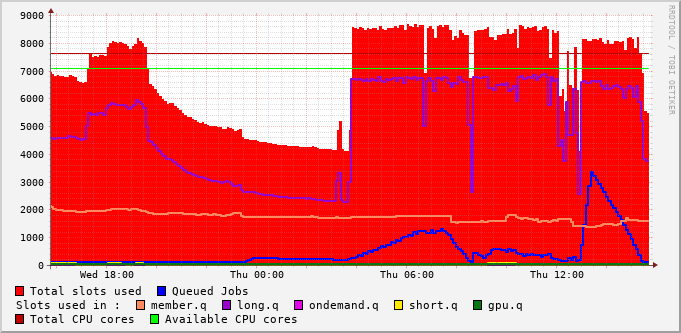 9000
8000
7000
6000
5000
4000
3000
2000
1000
0
Wed 18:00 Thu 00:00 Thu 06:00 Thu 12:00
RRDTOOL / TOBI OETIKER
Total slots used Queued Jobs
Slots used in : member.q long.q ondemand.q short.q gpu.q
Total CPU cores Available CPU cores